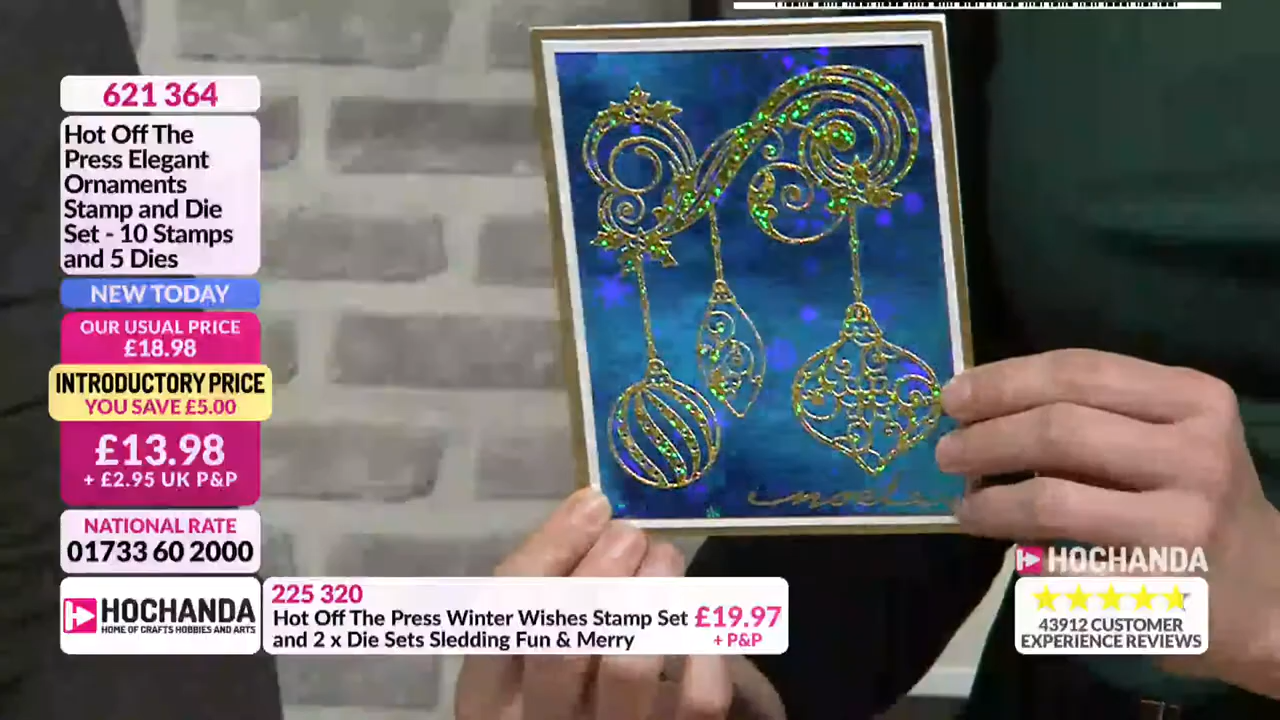 621 364
Hot Off The
Press Elegant
Ornaments
Stamp and Die
Set - 10 Stamps
and 5 Dies
NEW TODAY
OUR USUAL PRICE
£18.98
INTRODUCTORY PRICE
YOU SAVE £5.00
£13.98
+ £2.95 UK P&P
NATIONAL RATE
01733 60 2000
HOCHANDA
HOME OF CRAFTS HOBBIES AND ARTS
225 320
Hot Off The Press Winter Wishes Stamp Set £19.97
and 2 x Die Sets Sledding Fun & Merry + P&P
noel
HOCHANDA
43912 CUSTOMER
EXPERIENCE REVIEWS